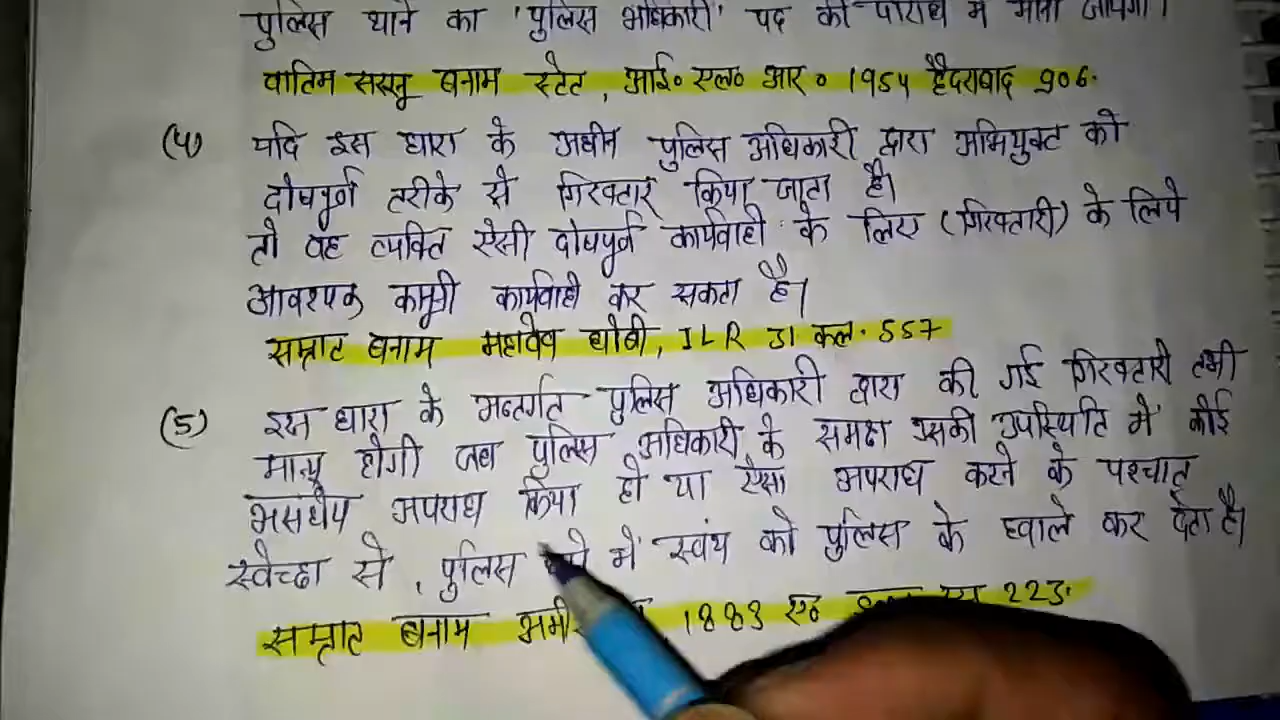 पुलिस थाने का 'पुलिस अधिकारी' पद की परिधि में माना जायेगा।
बनाम स्टेट, आई० एल० आर० 1954 हैदराबाद 906.
(4) यदि इस धारा के अधीन पुलिस अधिकारी द्वारा अभियुक्ट को
दोषपूर्ण तरीके से गिरफ्तार किया जाता है।
तो वह व्यक्ति ऐसी दोषपूर्ण कार्यवाही के लिए (गिरफ्तारी) के लिये
आवश्यक कानूनी कार्यवाही कर सकता है।
सम्राट बनाम महादेव धोबी, ILR 31 कल. 557
(5) इस धारा के अन्तर्गत पुलिस अधिकारी द्वारा की गई गिरफ्तारी तभी
मान्य होगी जब पुलिस अधिकारी के समक्ष उसकी उपस्थिति में कोई
असंधेय अपराध किया हो या ऐसा अपराध करने के पश्चात्
स्वेच्छा से, पुलिस में स्वंय को पुलिस के हवाले कर देता है।
सम्राट बनाम 1883 ए० 223.